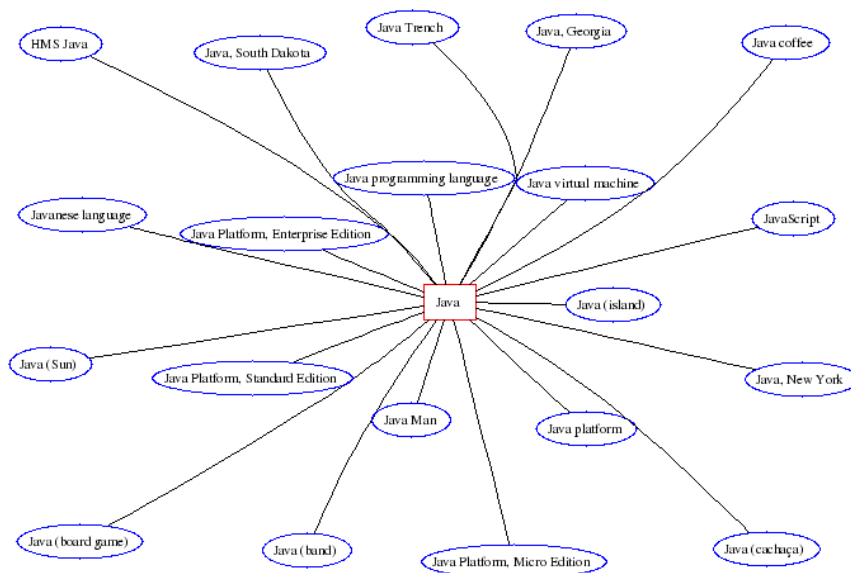 HMS Java
Java, South Dakota
Java Trench
Java, Georgia
Java coffee
Java programming language
Java virtual machine
Javanese language
Java Platform, Enterprise Edition
JavaScript
Java
Java (island)
Java (Sun)
Java Platform, Standard Edition
Java, New York
Java Man
Java platform
Java (board game)
Java (band)
Java Platform, Micro Edition
Java (cachaça)